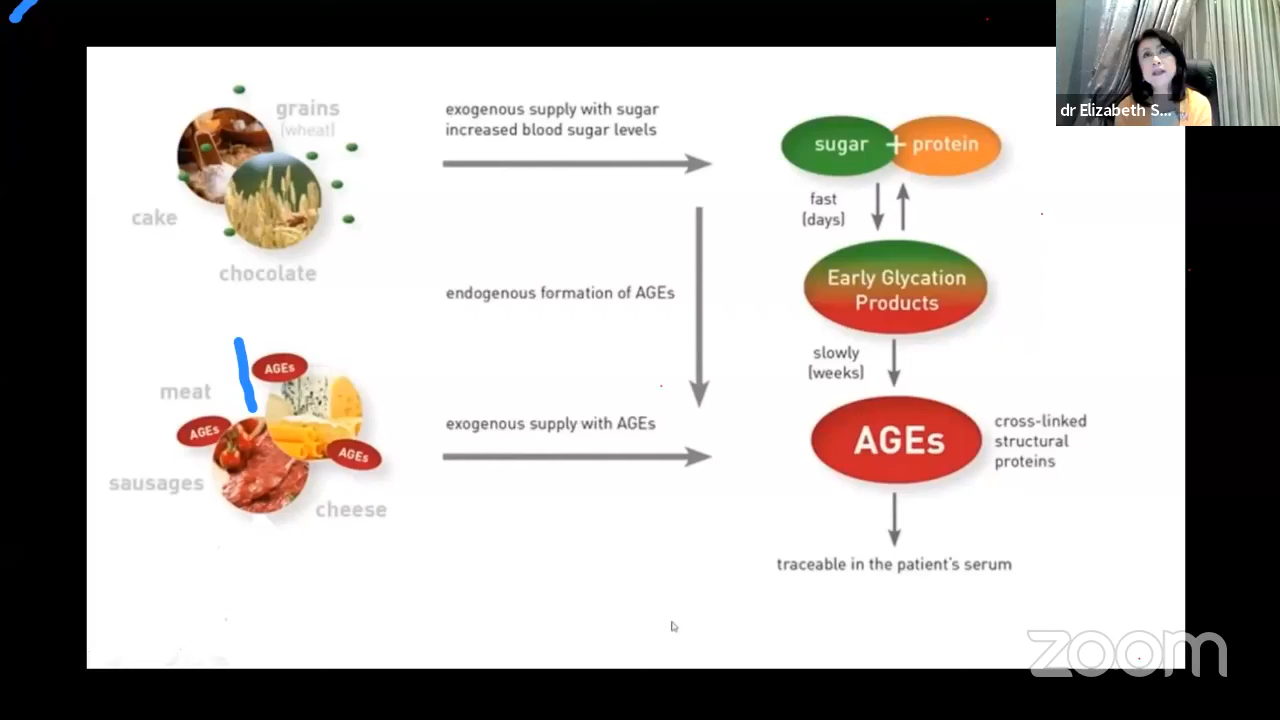 grains
(wheat)
cake
chocolate
exogenous supply with sugar
increased blood sugar levels
sugar + protein
fast
(days)
Early Glycation
Products
endogenous formation of AGEs
slowly
(weeks)
meat
AGEs
AGEs
AGEs
sausages
cheese
exogenous supply with AGEs
AGEs
cross-linked
structural
proteins
traceable in the patient's serum
dr Elizabeth S...
zoom